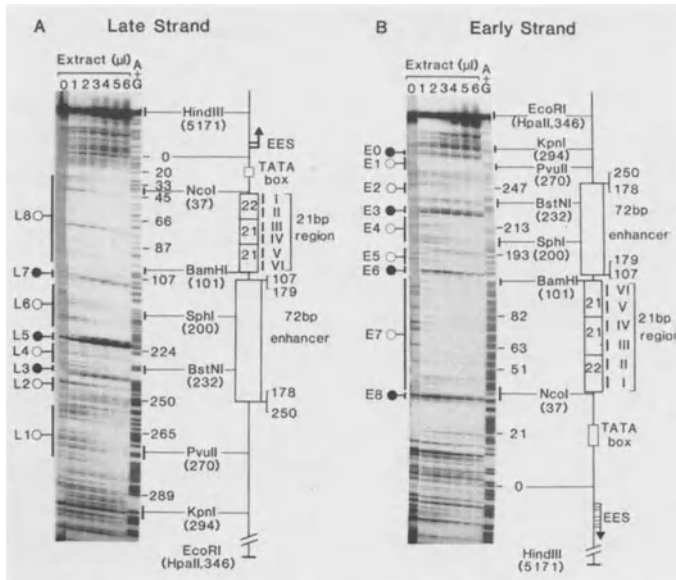 A Late Strand
Extract (µl) A+G
0 1 2 3 4 5 6
HindIII
(5171)
EES
0
TATA
box
20
33
NcoI
45
(37)
22 I
II
L8
66
21 III
IV
21bp
region
87
21 V
VI
L7
BamHI
107
(101)
107
179
L6
SphI
(200)
72bp
enhancer
L5
L4
224
L3
BstNI
(232)
L2
178
250
250
L1
265
PvuII
(270)
289
KpnI
(294)
EcoRI
(HpaII,346)
B Early Strand
Extract (µl) A+G
0 1 2 3 4 5 6
EcoRI
(HpaII,346)
KpnI
(294)
E0
E1
PvuII
(270)
250
178
E2
247
BstNI
(232)
72bp
enhancer
E3
E4
213
SphI
193 (200)
E5
179
107
E6
BamHI
(101)
VI
21 V
82
21 IV
21bp
region
E7
III
63
22 II
51
I
NcoI
E8
(37)
TATA
box
21
0
EES
HindIII
(5171)